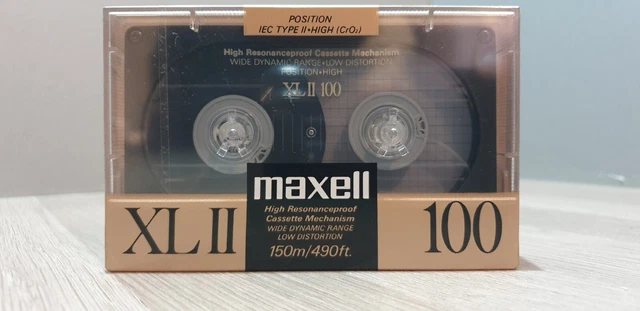 POSITION
IEC TYPE II•HIGH (CrO₂)
High Resonanceproof Cassette Mechanism
WIDE DYNAMIC RANGE•LOW DISTORTION
POSITION•HIGH
XL II 100
maxell
High Resonanceproof
Cassette Mechanism
WIDE DYNAMIC RANGE
LOW DISTORTION
150m/490ft.
XL II
100